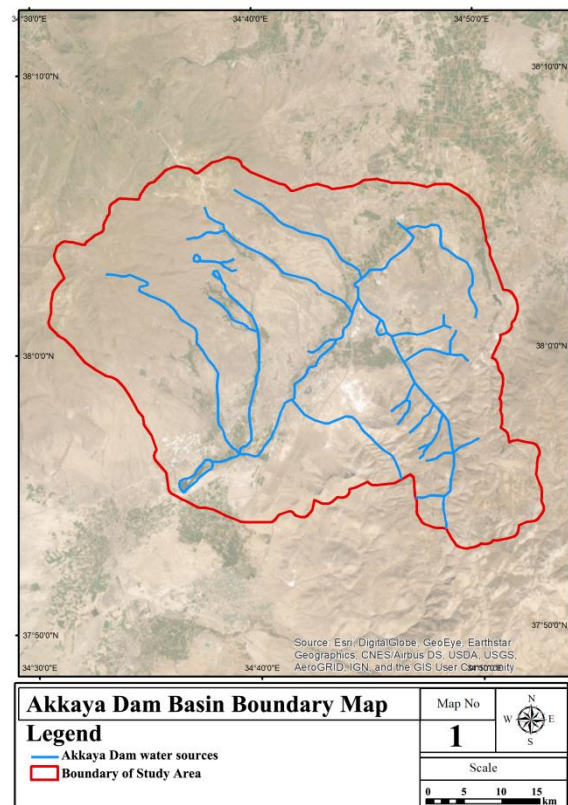 34°30'0"E 34°40'0"E 34°50'0"E
38°10'0"N 38°10'0"N
38°0'0"N 38°0'0"N
37°50'0"N 37°50'0"N
Source: Esri, DigitalGlobe, GeoEye, Earthstar
Geographics, CNES/Airbus DS, USDA, USGS,
AeroGRID, IGN, and the GIS User Community
34°30'0"E 34°40'0"E 34°50'0"E
Akkaya Dam Basin Boundary Map
Legend
Akkaya Dam water sources
Boundary of Study Area
Map No
1
N
W E
S
Scale
0 5 10 15
km